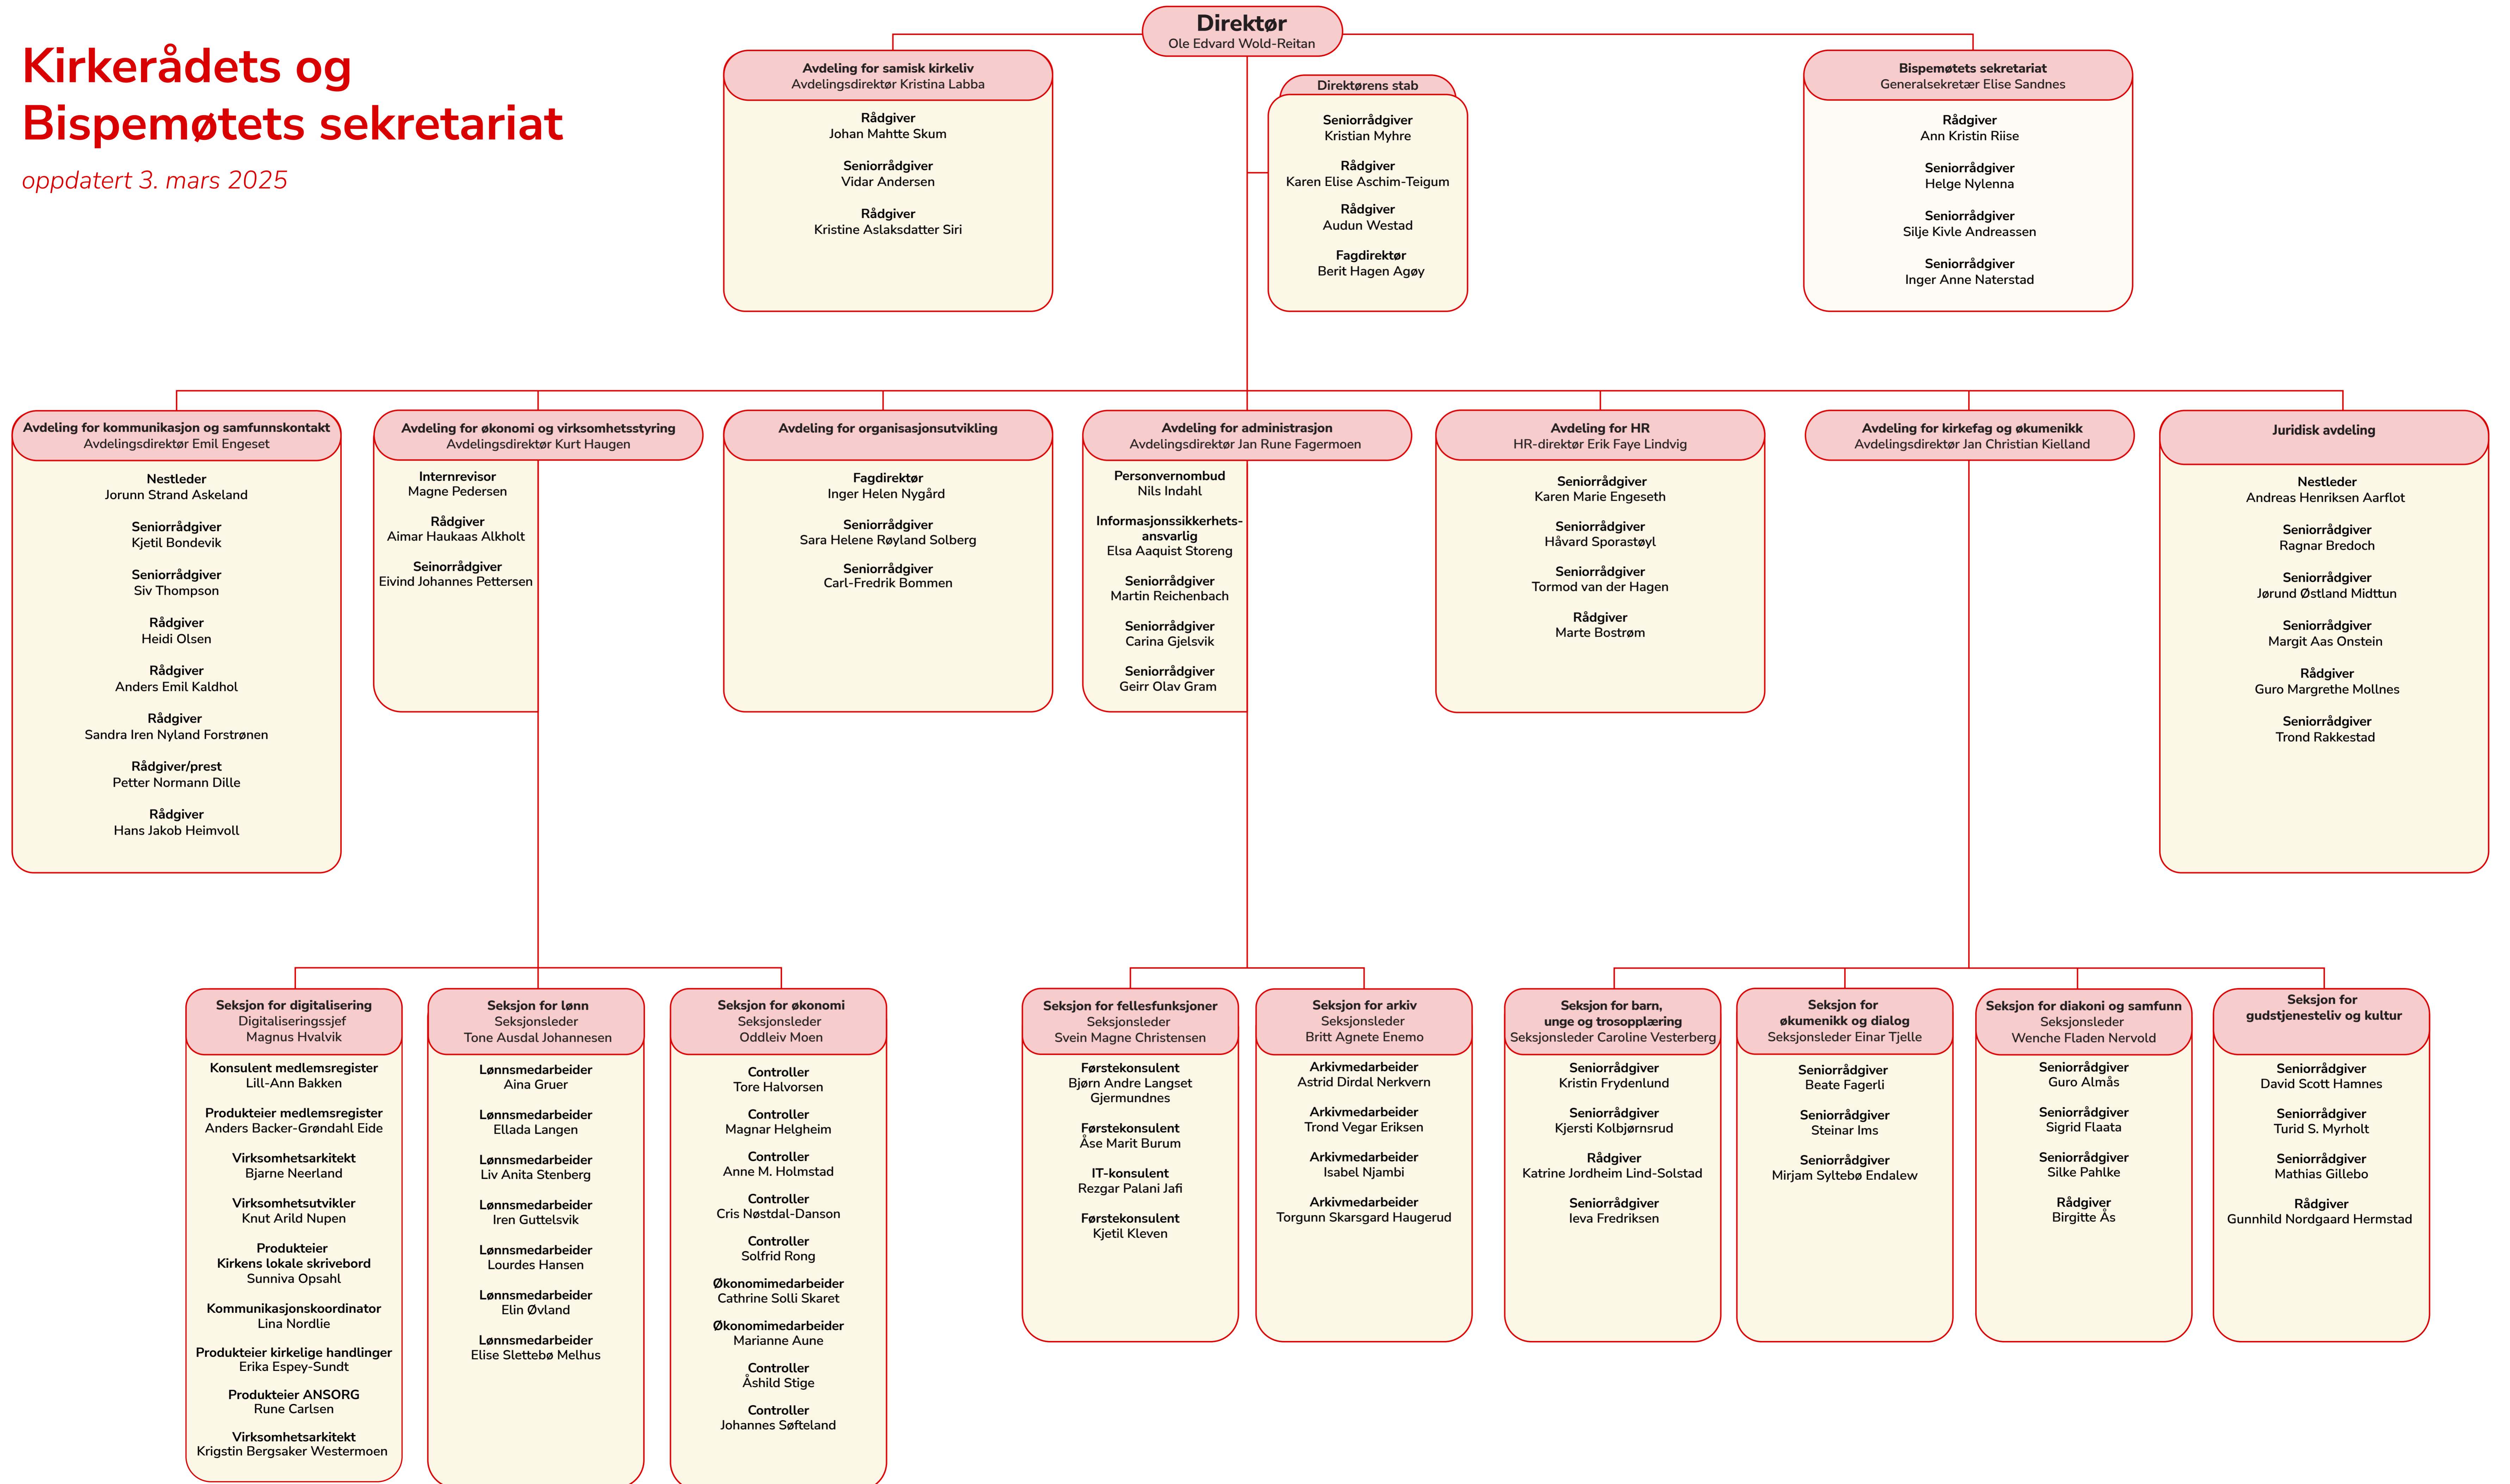 Kirkerådets og
Bispemøtets sekretariat
oppdatert 3. mars 2025
Direktør
Ole Edvard Wold-Reitan
Avdeling for samisk kirkeliv
Avdelingsdirektør Kristina Labba
Rådgiver
Johan Mahtte Skum
Seniorrådgiver
Vidar Andersen
Rådgiver
Kristine Aslaksdatter Siri
Direktørens stab
Seniorrådgiver
Kristian Myhre
Rådgiver
Karen Elise Aschim-Teigum
Rådgiver
Audun Westad
Fagdirektør
Berit Hagen Agøy
Bispemøtets sekretariat
Generalsekretær Elise Sandnes
Rådgiver
Ann Kristin Riise
Seniorrådgiver
Helge Nylenna
Seniorrådgiver
Silje Kivle Andreassen
Seniorrådgiver
Inger Anne Naterstad
Avdeling for kommunikasjon og samfunnskontakt
Avdelingsdirektør Emil Engeset
Nestleder
Jorunn Strand Askeland
Seniorrådgiver
Kjetil Bondevik
Seniorrådgiver
Siv Thompson
Rådgiver
Heidi Olsen
Rådgiver
Anders Emil Kaldhol
Rådgiver
Sandra Iren Nyland Forstrønen
Rådgiver/prest
Petter Normann Dille
Rådgiver
Hans Jakob Heimvoll
Avdeling for økonomi og virksomhetsstyring
Avdelingsdirektør Kurt Haugen
Internrevisor
Magne Pedersen
Rådgiver
Aimar Haukaas Alkholt
Seinorrådgiver
Eivind Johannes Pettersen
Avdeling for organisasjonsutvikling
Fagdirektør
Inger Helen Nygård
Seniorrådgiver
Sara Helene Røyland Solberg
Seniorrådgiver
Carl-Fredrik Bommen
Avdeling for administrasjon
Avdelingsdirektør Jan Rune Fagermoen
Personvernombud
Nils Indahl
Informasjonssikkerhets-
ansvarlig
Elsa Aaquist Storeng
Seniorrådgiver
Martin Reichenbach
Seniorrådgiver
Carina Gjelsvik
Seniorrådgiver
Geirr Olav Gram
Avdeling for HR
HR-direktør Erik Faye Lindvig
Seniorrådgiver
Karen Marie Engeseth
Seniorrådgiver
Håvard Sporastøyl
Seniorrådgiver
Tormod van der Hagen
Rådgiver
Marte Bostrøm
Avdeling for kirkefag og økumenikk
Avdelingsdirektør Jan Christian Kielland
Juridisk avdeling
Nestleder
Andreas Henriksen Aarflot
Seniorrådgiver
Ragnar Bredoch
Seniorrådgiver
Jørund Østland Midttun
Seniorrådgiver
Margit Aas Onstein
Rådgiver
Guro Margrethe Mollnes
Seniorrådgiver
Trond Rakkestad
Seksjon for digitalisering
Digitaliseringssjef
Magnus Hvalvik
Konsulent medlemsregister
Lill-Ann Bakken
Produkteier medlemsregister
Anders Backer-Grøndahl Eide
Virksomhetsarkitekt
Bjarne Neerland
Virksomhetsutvikler
Knut Arild Nupen
Produkteier
Kirkens lokale skrivebord
Sunniva Opsahl
Kommunikasjonskoordinator
Lina Nordlie
Produkteier kirkelige handlinger
Erika Espey-Sundt
Produkteier ANSORG
Rune Carlsen
Virksomhetsarkitekt
Krigstin Bergsaker Westermoen
Seksjon for lønn
Seksjonsleder
Tone Ausdal Johannesen
Lønnsmedarbeider
Aina Gruer
Lønnsmedarbeider
Ellada Langen
Lønnsmedarbeider
Liv Anita Stenberg
Lønnsmedarbeider
Iren Guttelsvik
Lønnsmedarbeider
Lourdes Hansen
Lønnsmedarbeider
Elin Øvland
Lønnsmedarbeider
Elise Slettebø Melhus
Seksjon for økonomi
Seksjonsleder
Oddleiv Moen
Controller
Tore Halvorsen
Controller
Magnar Helgheim
Controller
Anne M. Holmstad
Controller
Cris Nøstdal-Danson
Controller
Solfrid Rong
Økonomimedarbeider
Cathrine Solli Skaret
Økonomimedarbeider
Marianne Aune
Controller
Åshild Stige
Controller
Johannes Søfteland
Seksjon for fellesfunksjoner
Seksjonsleder
Svein Magne Christensen
Førstekonsulent
Bjørn Andre Langset
Gjermundnes
Førstekonsulent
Åse Marit Burum
IT-konsulent
Rezgar Palani Jafi
Førstekonsulent
Kjetil Kleven
Seksjon for arkiv
Seksjonsleder
Britt Agnete Enemo
Arkivmedarbeider
Astrid Dirdal Nerkvern
Arkivmedarbeider
Trond Vegar Eriksen
Arkivmedarbeider
Isabel Njambi
Arkivmedarbeider
Torgunn Skarsgard Haugerud
Seksjon for barn,
unge og trosopplæring
Seksjonsleder Caroline Vesterberg
Seniorrådgiver
Kristin Frydenlund
Seniorrådgiver
Kjersti Kolbjørnsrud
Rådgiver
Katrine Jordheim Lind-Solstad
Seniorrådgiver
Ieva Fredriksen
Seksjon for
økumenikk og dialog
Seksjonsleder Einar Tjelle
Seniorrådgiver
Beate Fagerli
Seniorrådgiver
Steinar Ims
Seniorrådgiver
Mirjam Syltebø Endalew
Seksjon for diakoni og samfunn
Seksjonsleder
Wenche Fladen Nervold
Seniorrådgiver
Guro Almås
Seniorrådgiver
Sigrid Flaata
Seniorrådgiver
Silke Pahlke
Rådgiver
Birgitte Ås
Seksjon for
gudstjenesteliv og kultur
Seniorrådgiver
David Scott Hamnes
Seniorrådgiver
Turid S. Myrholt
Seniorrådgiver
Mathias Gillebo
Rådgiver
Gunnhild Nordgaard Hermstad